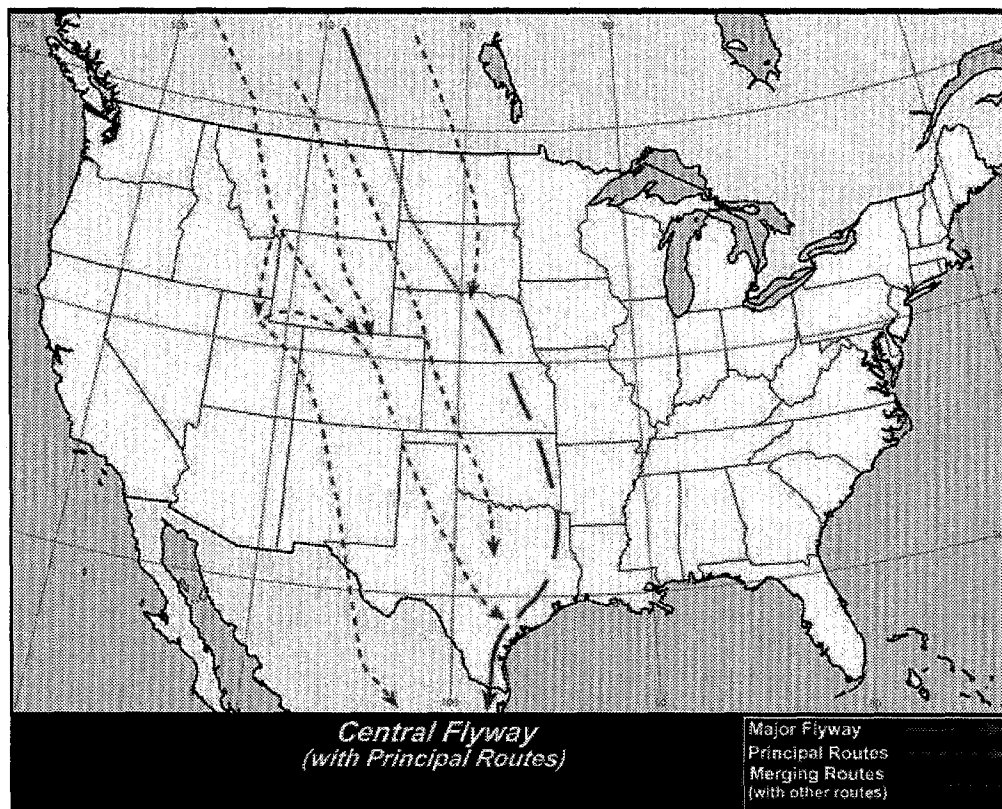 Central Flyway
(with Principal Routes)
Major Flyway
Principal Routes
Merging Routes
(with other routes)